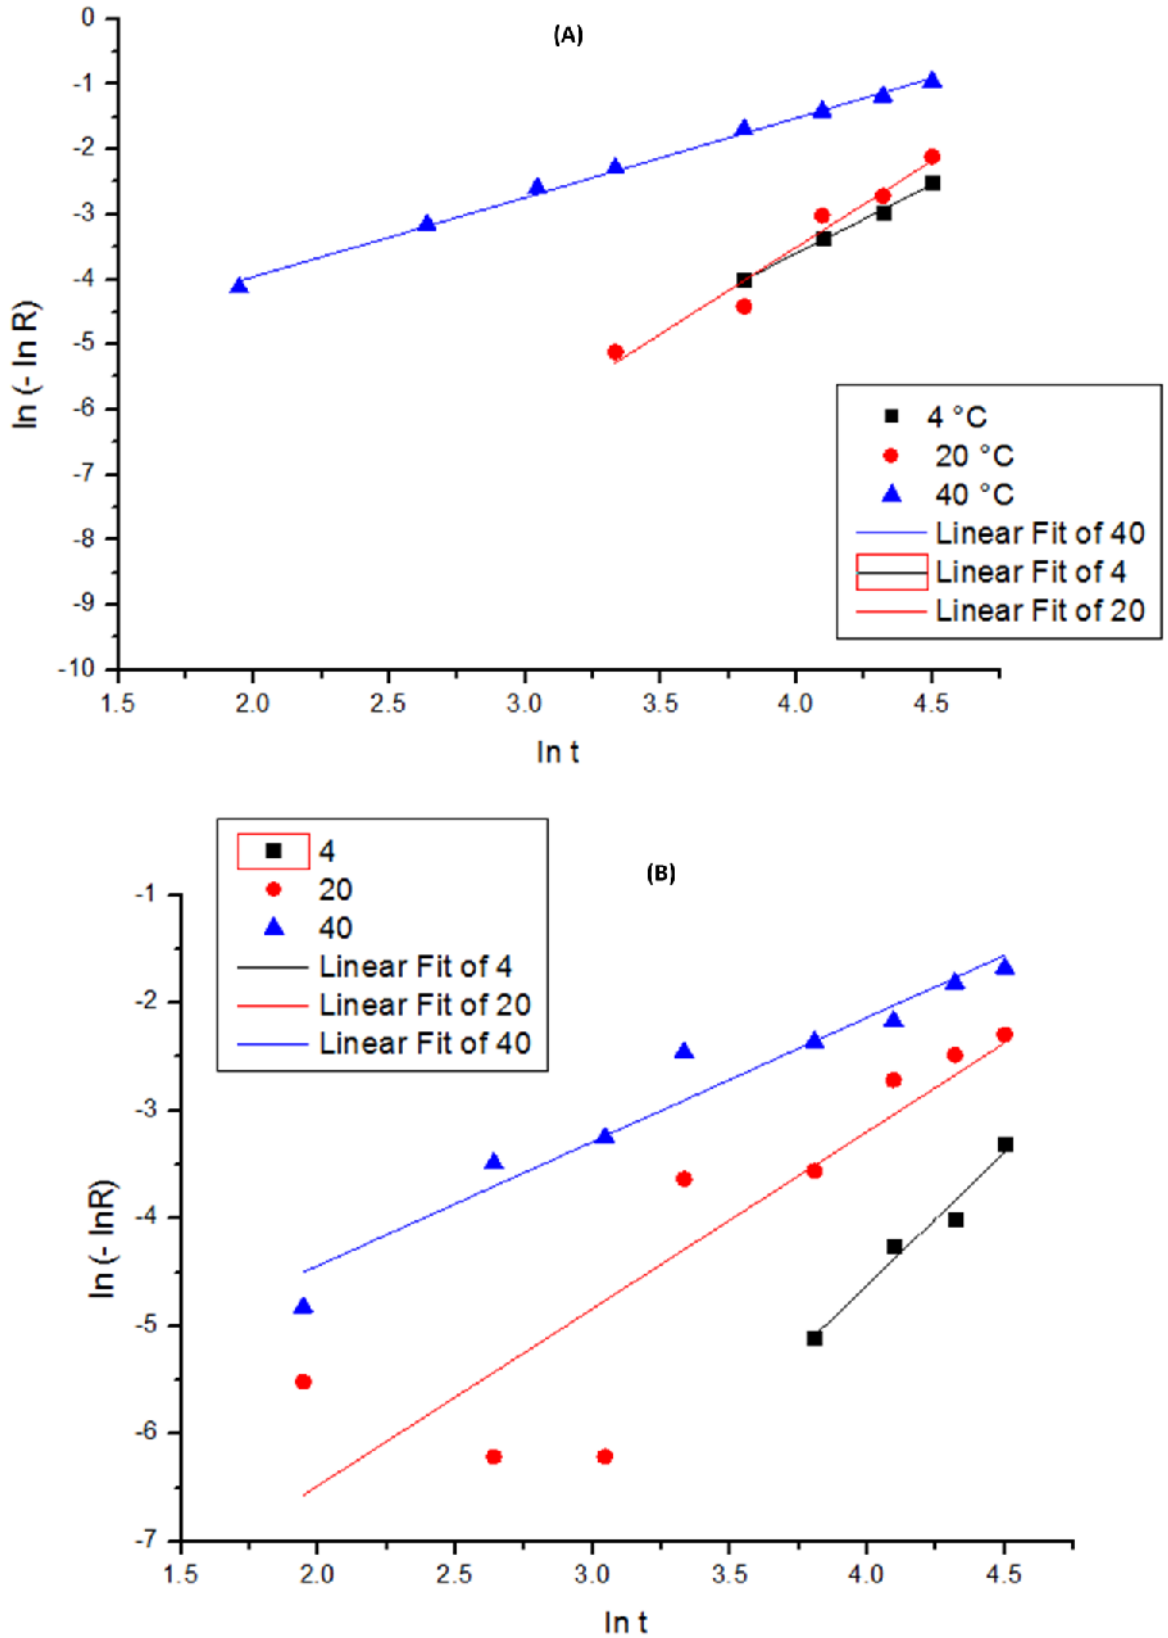 (A)
0
-1
-2
-3
-4
-5
-6
-7
-8
-9
-10
ln (- ln R)
4 °C
20 °C
40 °C
Linear Fit of 40
Linear Fit of 4
Linear Fit of 20
1.5 2.0 2.5 3.0 3.5 4.0 4.5
ln t
4
20
40
Linear Fit of 4
Linear Fit of 20
Linear Fit of 40
(B)
-1
-2
-3
-4
-5
-6
-7
ln (- lnR)
1.5 2.0 2.5 3.0 3.5 4.0 4.5
ln t